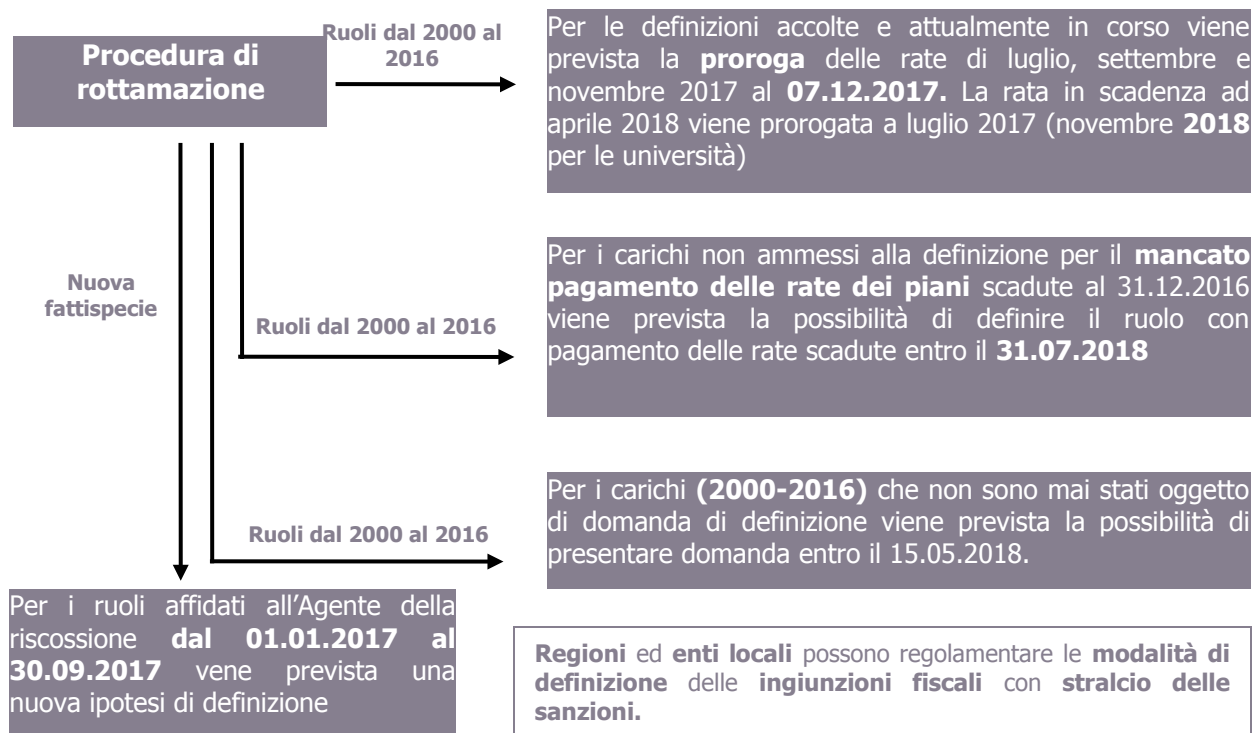 Procedura di
rottamazione
Ruoli dal 2000 al
2016
Per le definizioni accolte e attualmente in corso viene
prevista la proroga delle rate di luglio, settembre e
novembre 2017 al 07.12.2017. La rata in scadenza ad
aprile 2018 viene prorogata a luglio 2017 (novembre 2018
per le università)
Nuova
fattispecie
Ruoli dal 2000 al 2016
Per i carichi non ammessi alla definizione per il mancato
pagamento delle rate dei piani scadute al 31.12.2016
viene prevista la possibilità di definire il ruolo con
pagamento delle rate scadute entro il 31.07.2018
Ruoli dal 2000 al 2016
Per i carichi (2000-2016) che non sono mai stati oggetto
di domanda di definizione viene prevista la possibilità di
presentare domanda entro il 15.05.2018.
Per i ruoli affidati all'Agente della
riscossione dal 01.01.2017 al
30.09.2017 vene prevista una
nuova ipotesi di definizione
Regioni ed enti locali possono regolamentare le modalità di
definizione delle ingiunzioni fiscali con stralcio delle
sanzioni.